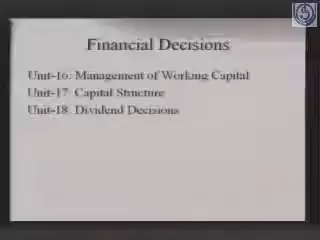 Financial Decisions
Unit-16: Management of Working Capital
Unit-17: Capital Structure
Unit-18: Dividend Decisions